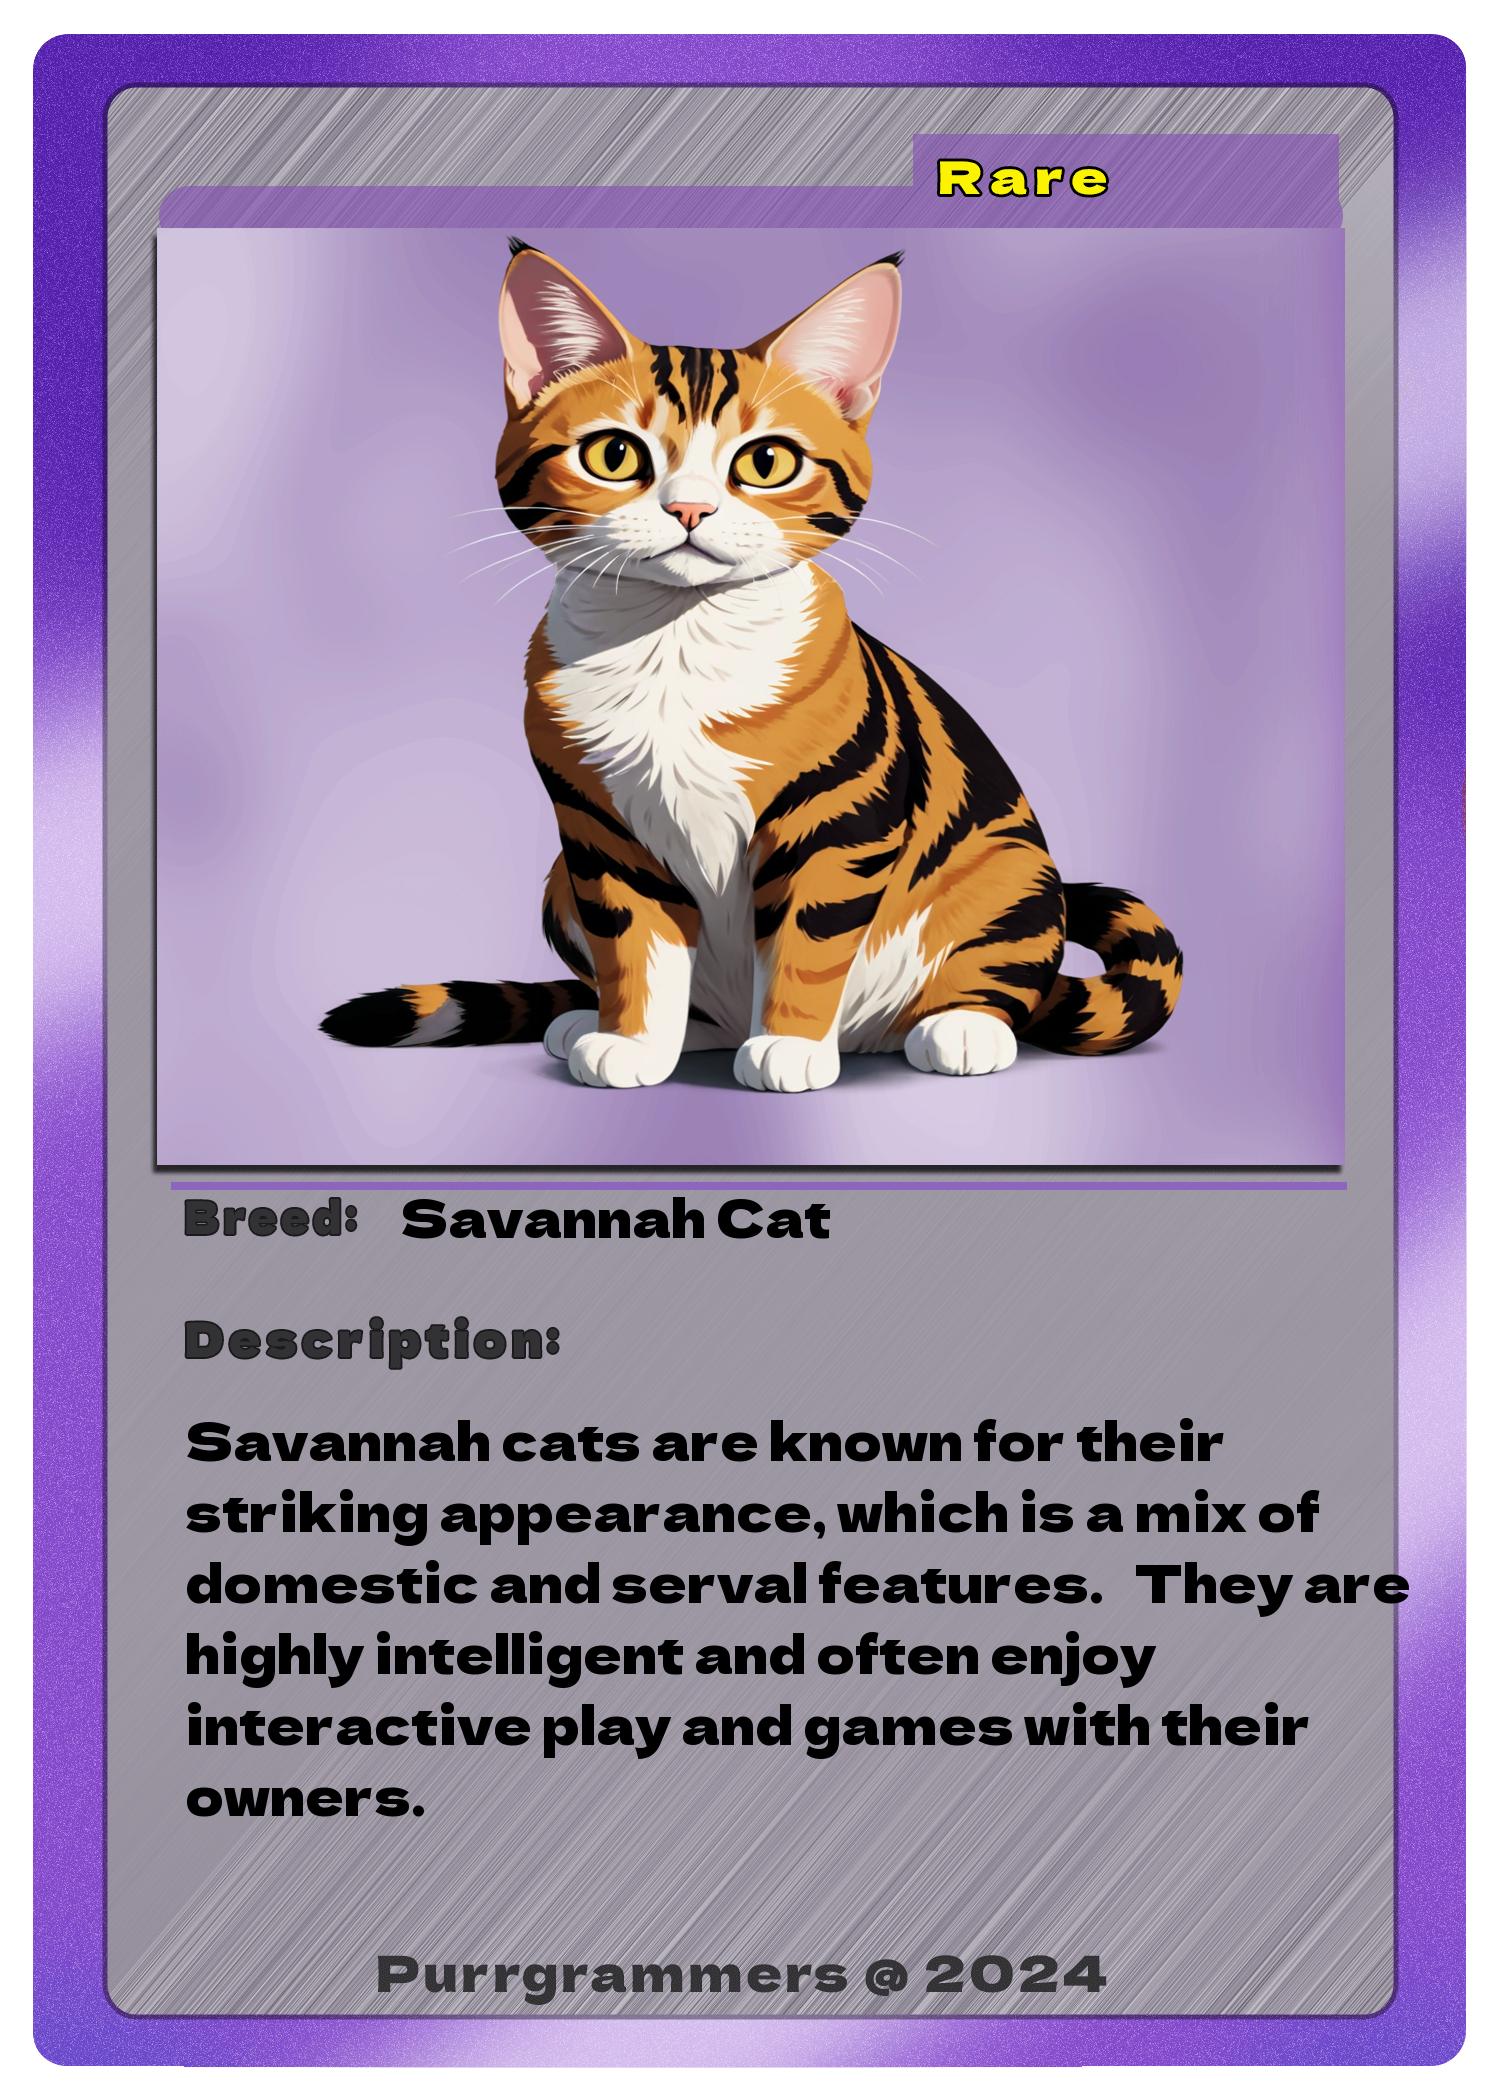 Rare
Breed: Savannah Cat
Description:
Savannah cats are known for their
striking appearance, which is a mix of
domestic and serval features. They are
highly intelligent and often enjoy
interactive play and games with their
owners.
Purrgrammers @ 2024